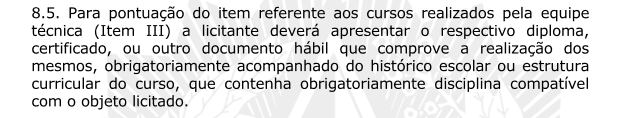 8.5. Para pontuação do item referente aos cursos realizados pela equipe
técnica (Item III) a licitante deverá apresentar o respectivo diploma,
certificado, ou outro documento hábil que comprove a realização dos
mesmos, obrigatoriamente acompanhado do histórico escolar ou estrutura
curricular do curso, que contenha obrigatoriamente disciplina compatível
com o objeto licitado.